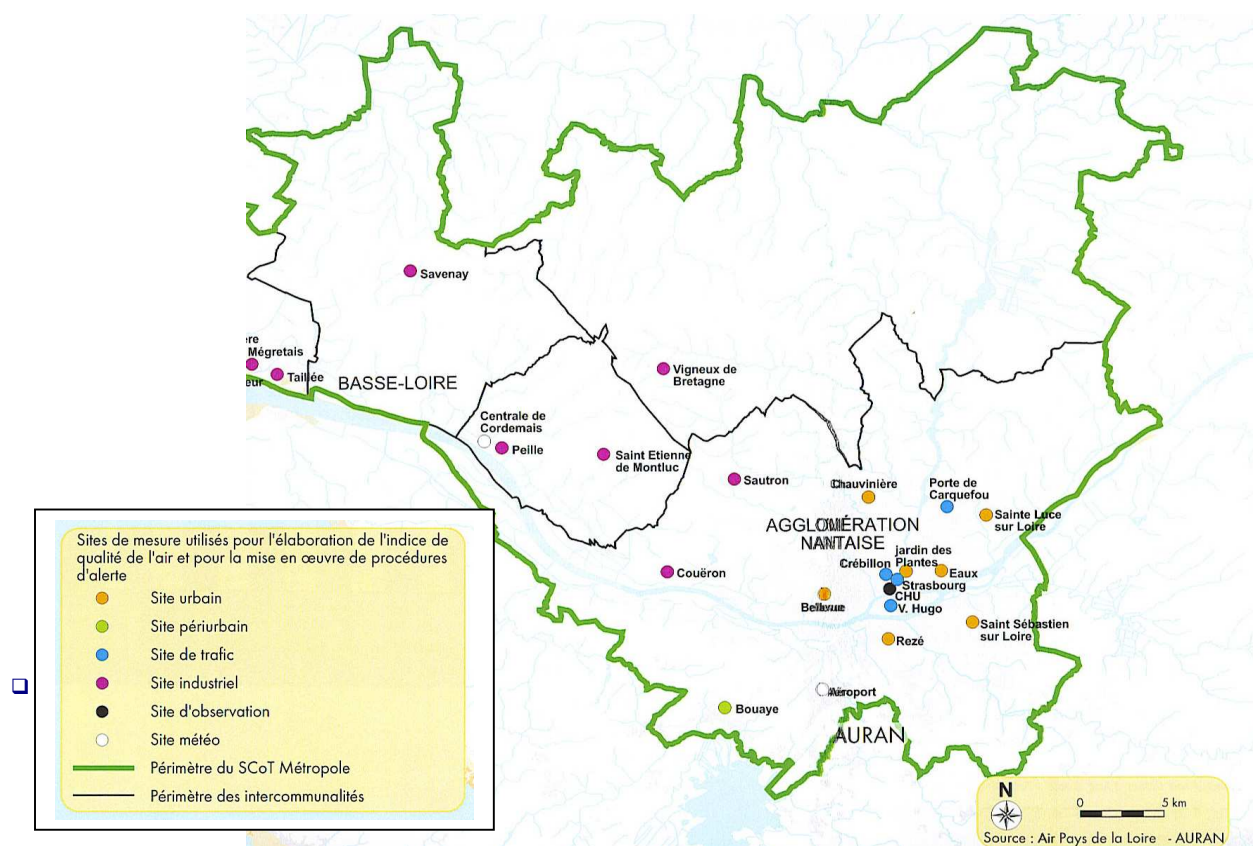 Savenay
ère
Mégretais
Taillée
eur
BASSE-LOIRE
Vigneux de
Bretagne
Centrale de
Cordemais
Peille
Saint Etienne
de Montluc
Sautron
Chauvinière
Porte de
Carquefou
Sainte Luce
sur Loire
AGGLOMÉRATION
NANTAISE
jardin des
Plantes
Crébillon
Eaux
Strasbourg
Couëron
CHU
Bellevue
V. Hugo
Saint Sébastien
sur Loire
Rezé
Aéroport
Bouaye
AURAN
Sites de mesure utilisés pour l'élaboration de l'indice de
qualité de l'air et pour la mise en œuvre de procédures
d'alerte
Site urbain
Site périurbain
Site de trafic
Site industriel
Site d'observation
Site météo
Périmètre du SCoT Métropole
Périmètre des intercommunalités
N
0 5 km
Source : Air Pays de la Loire - AURAN